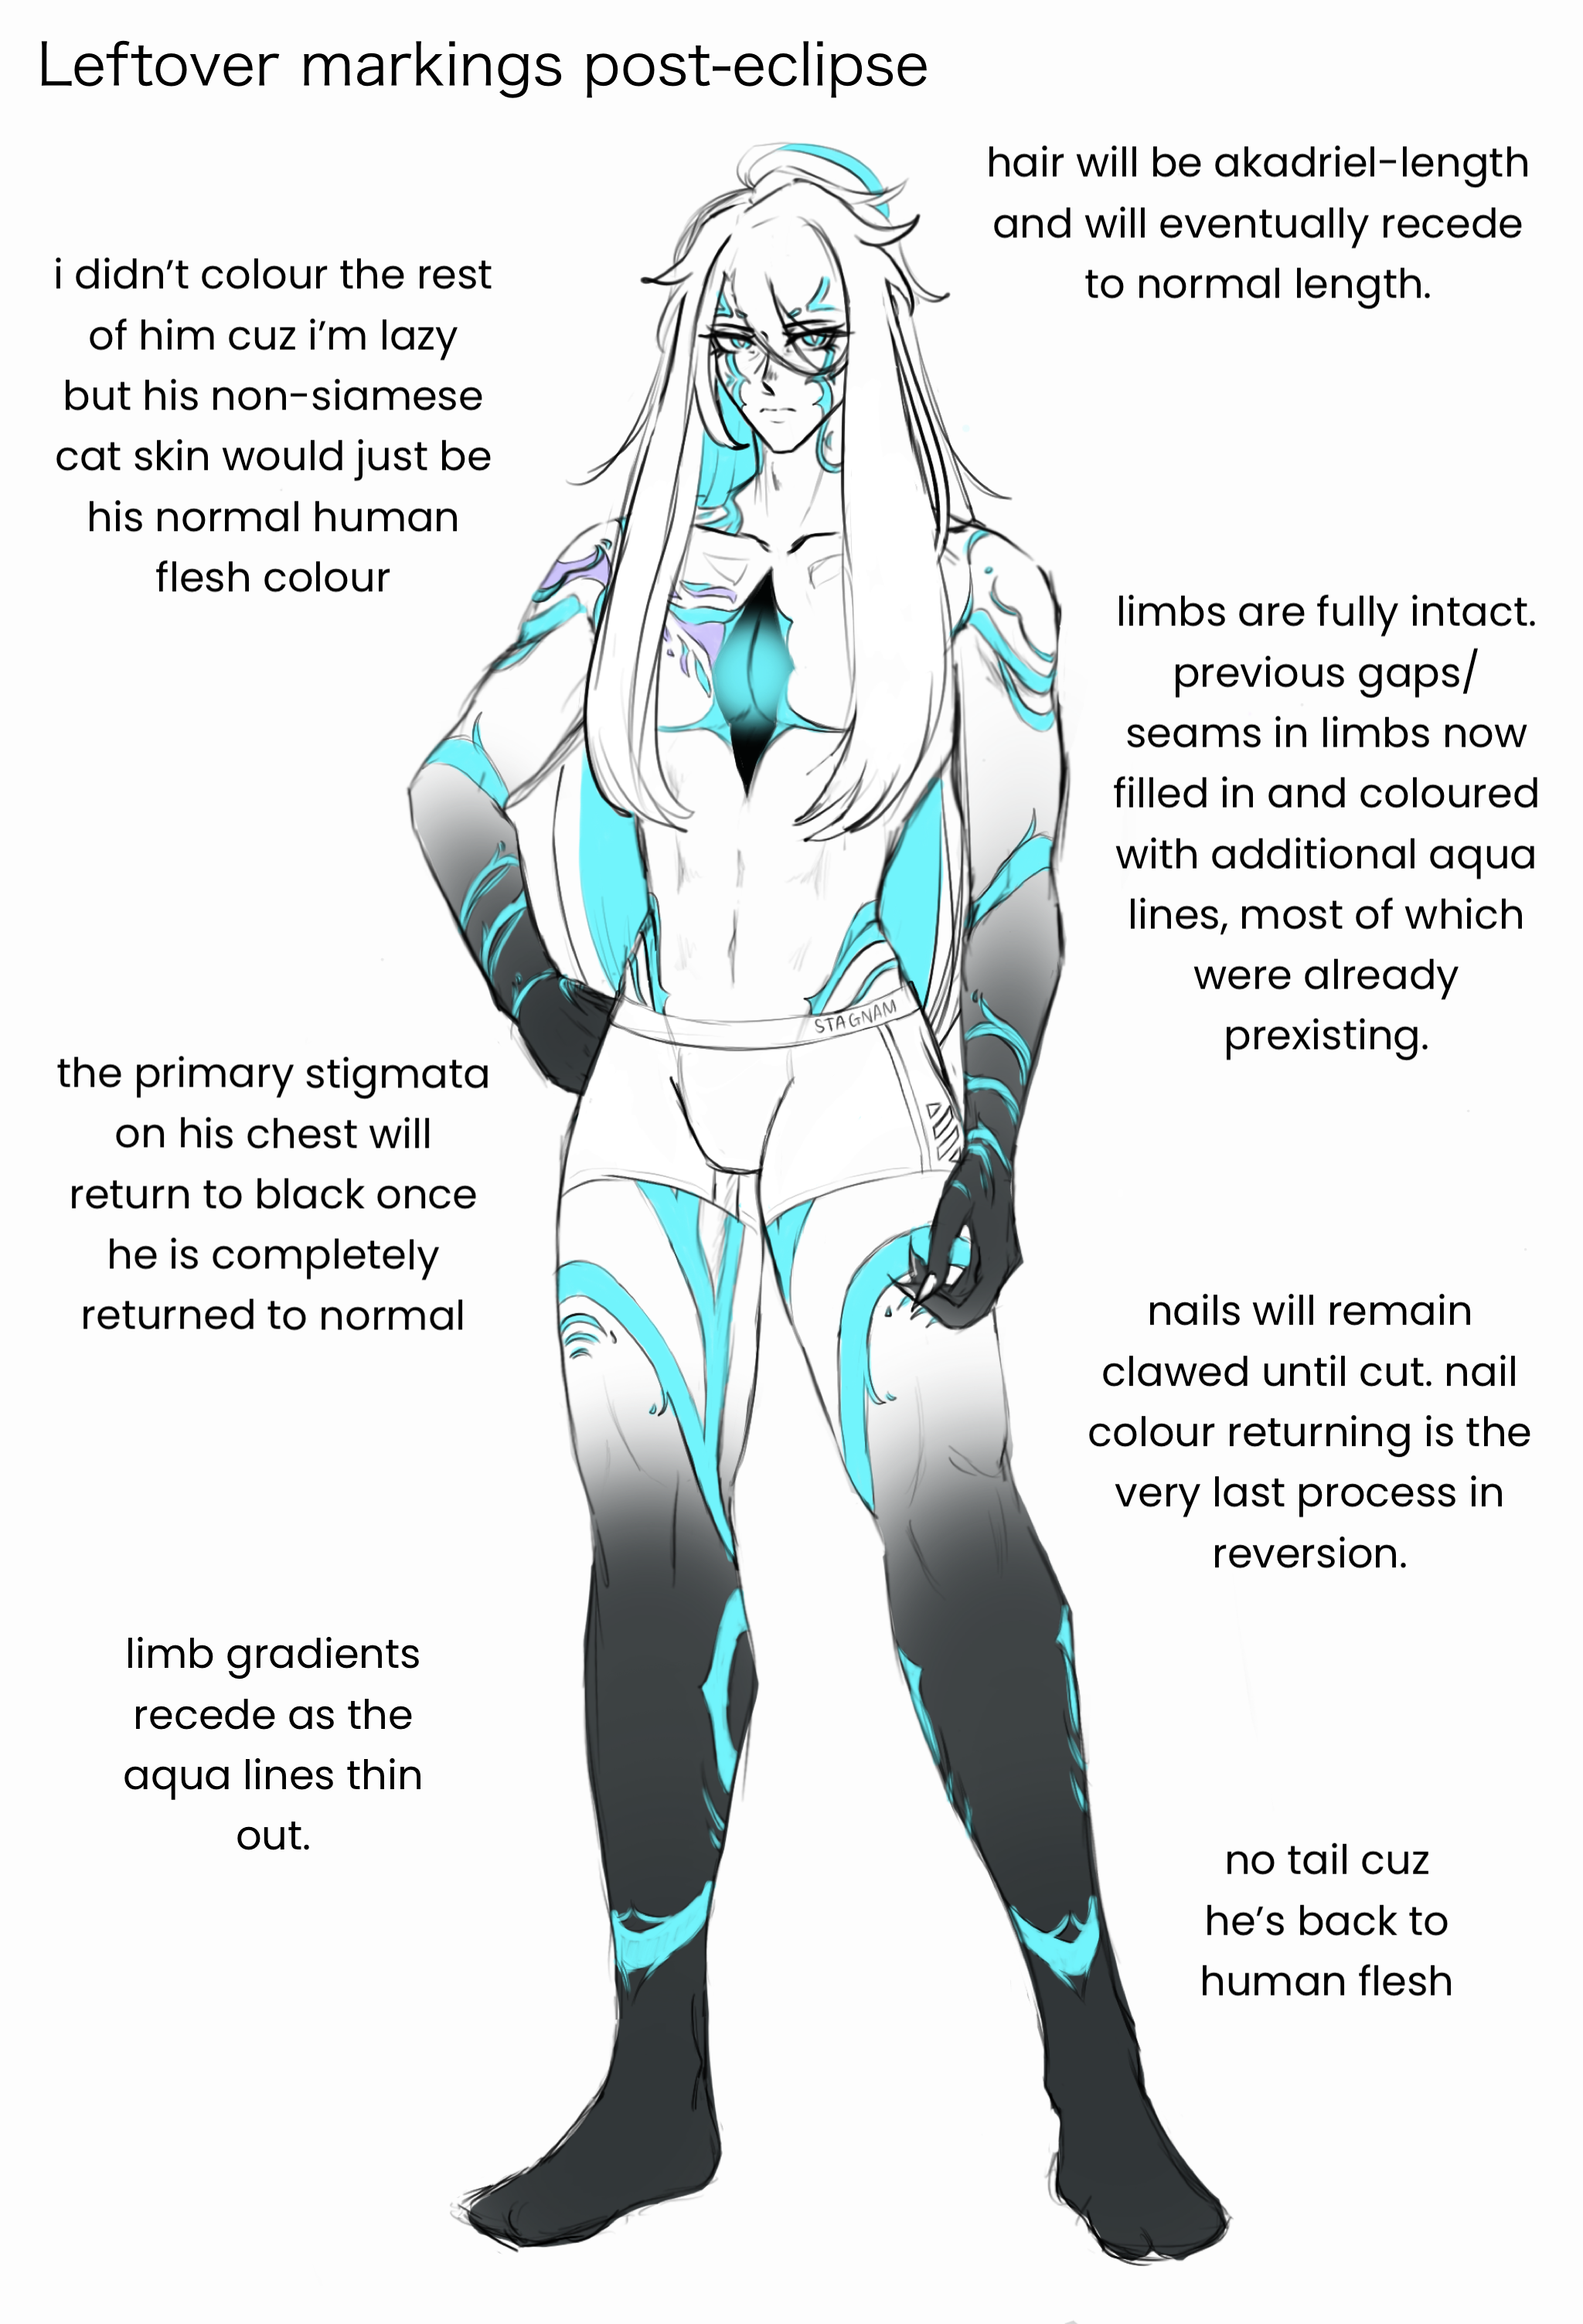 Leftover markings post-eclipse
hair will be akadriel-length
and will eventually recede
to normal length.
i didn’t colour the rest
of him cuz i’m lazy
but his non-siamese
cat skin would just be
his normal human
flesh colour
limbs are fully intact.
previous gaps/
seams in limbs now
filled in and coloured
with additional aqua
lines, most of which
were already
prexisting.
STAGNAM
the primary stigmata
on his chest will
return to black once
he is completely
returned to normal
nails will remain
clawed until cut. nail
colour returning is the
very last process in
reversion.
limb gradients
recede as the
aqua lines thin
out.
no tail cuz
he’s back to
human flesh